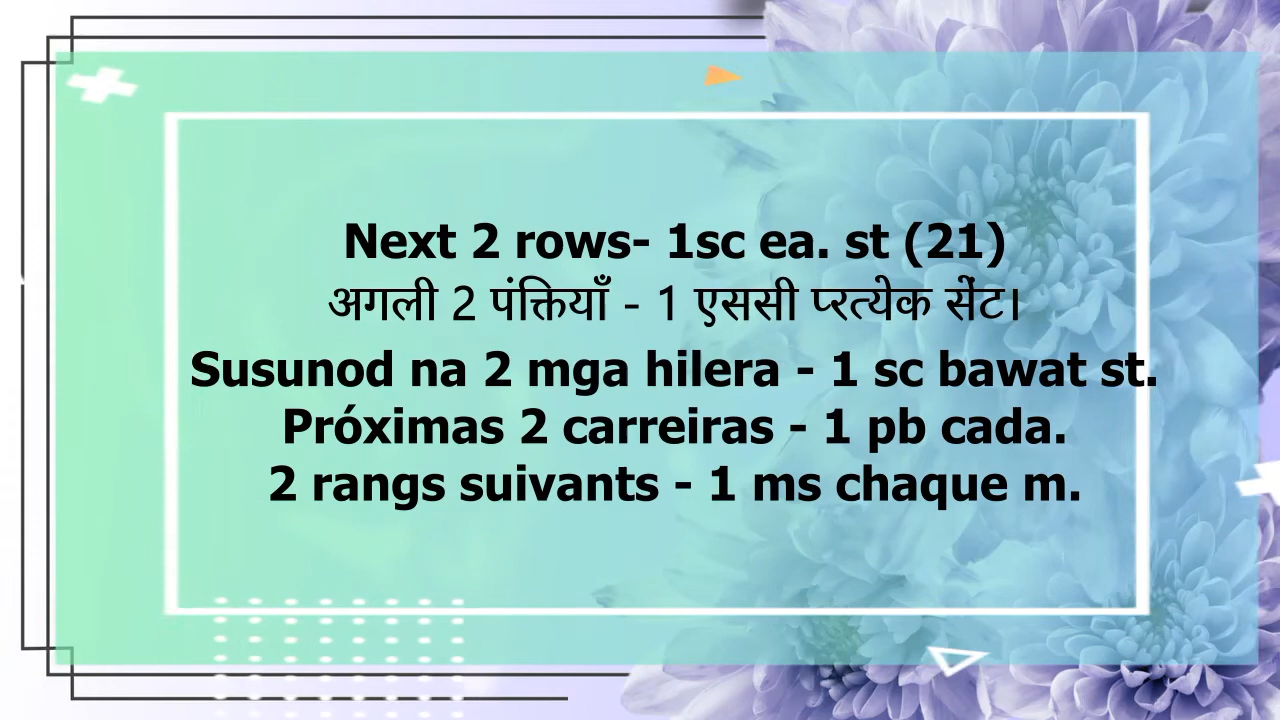 Next 2 rows- 1sc ea. st (21)
अगली 2 पंक्तियाँ - 1 एससी प्रत्येक सेंट।
Susunod na 2 mga hilera - 1 sc bawat st.
Próximas 2 carreiras - 1 pb cada.
2 rangs suivants - 1 ms chaque m.